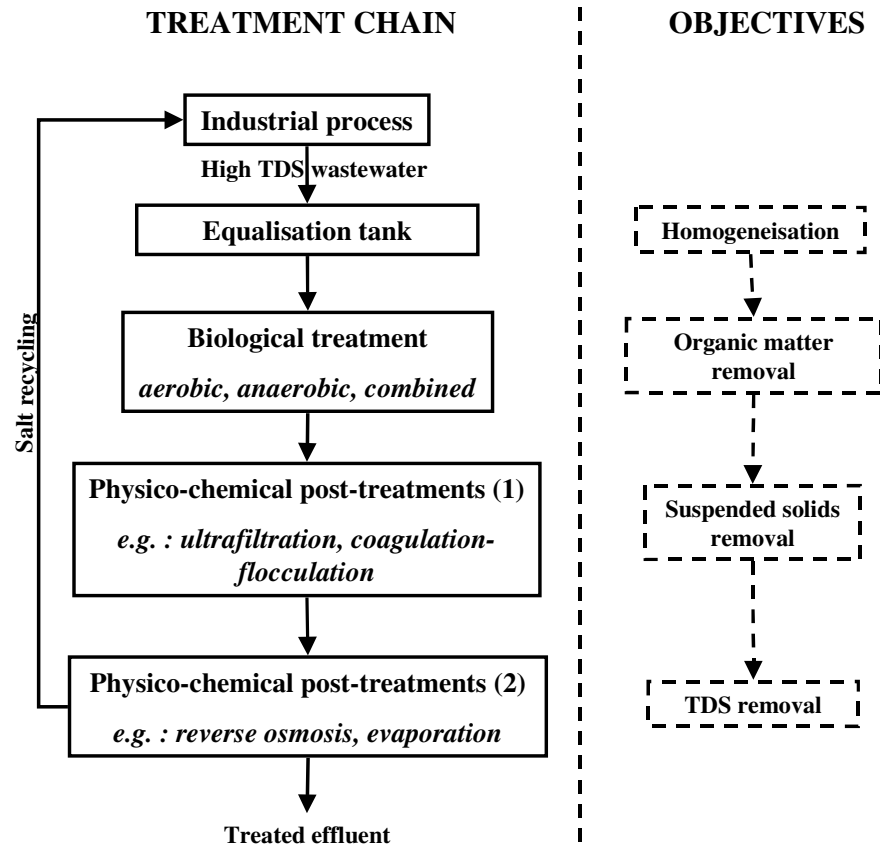 TREATMENT CHAIN
OBJECTIVES
Industrial process
High TDS wastewater
Equalisation tank
Homogeneisation
Biological treatment
aerobic, anaerobic, combined
Organic matter
removal
Salt recycling
Physico-chemical post-treatments (1)
e.g. : ultrafiltration, coagulation-
flocculation
Suspended solids
removal
Physico-chemical post-treatments (2)
e.g. : reverse osmosis, evaporation
TDS removal
Treated effluent